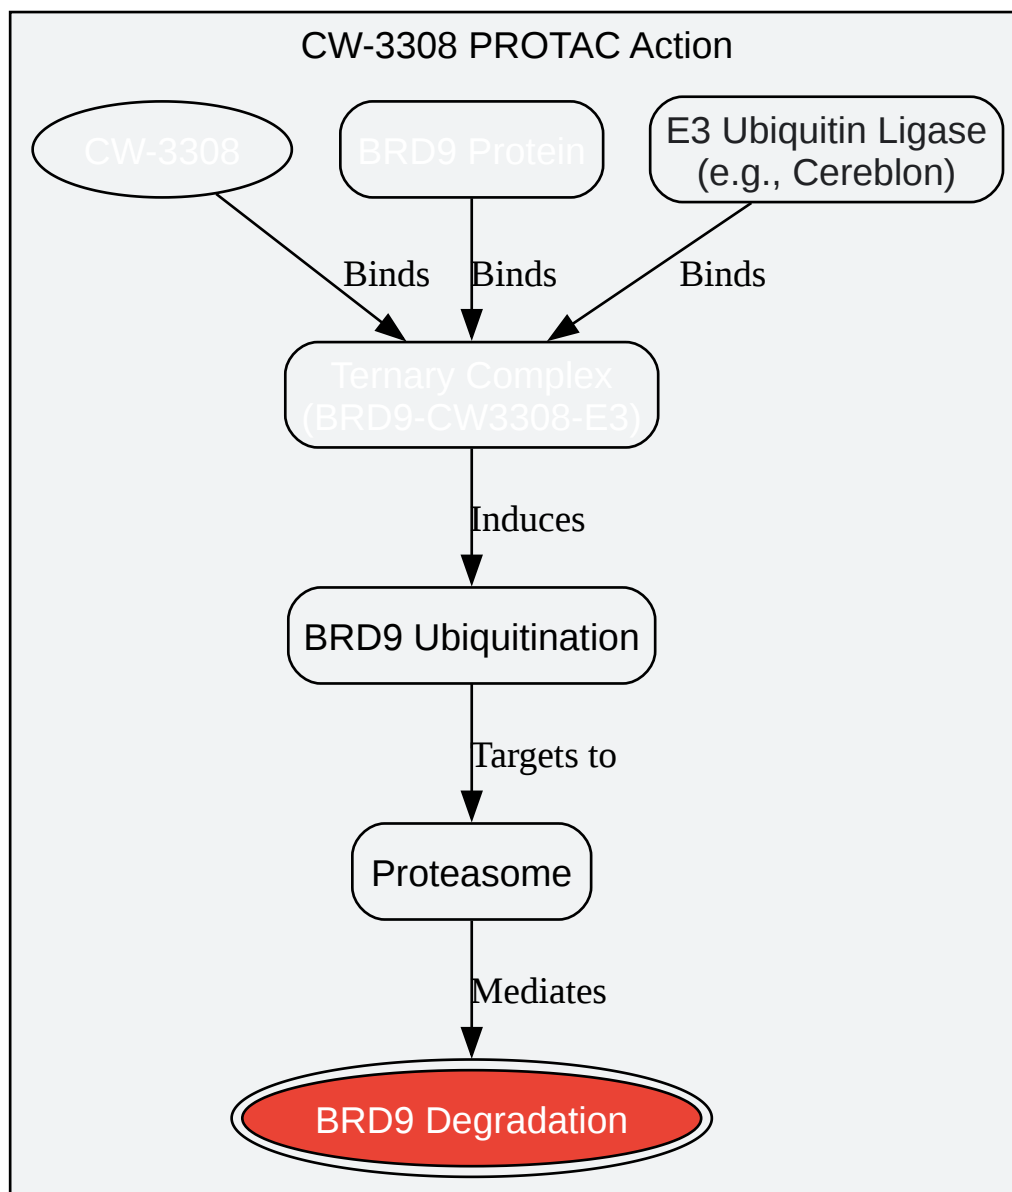 CW-3308 PROTAC Action
CW-3308
BRD9 Protein
E3 Ubiquitin Ligase
(e.g., Cereblon)
Binds
Binds
Binds
Ternary Complex
(BRD9-CW3308-E3)
Induces
BRD9 Ubiquitination
Targets to
Proteasome
Mediates
BRD9 Degradation